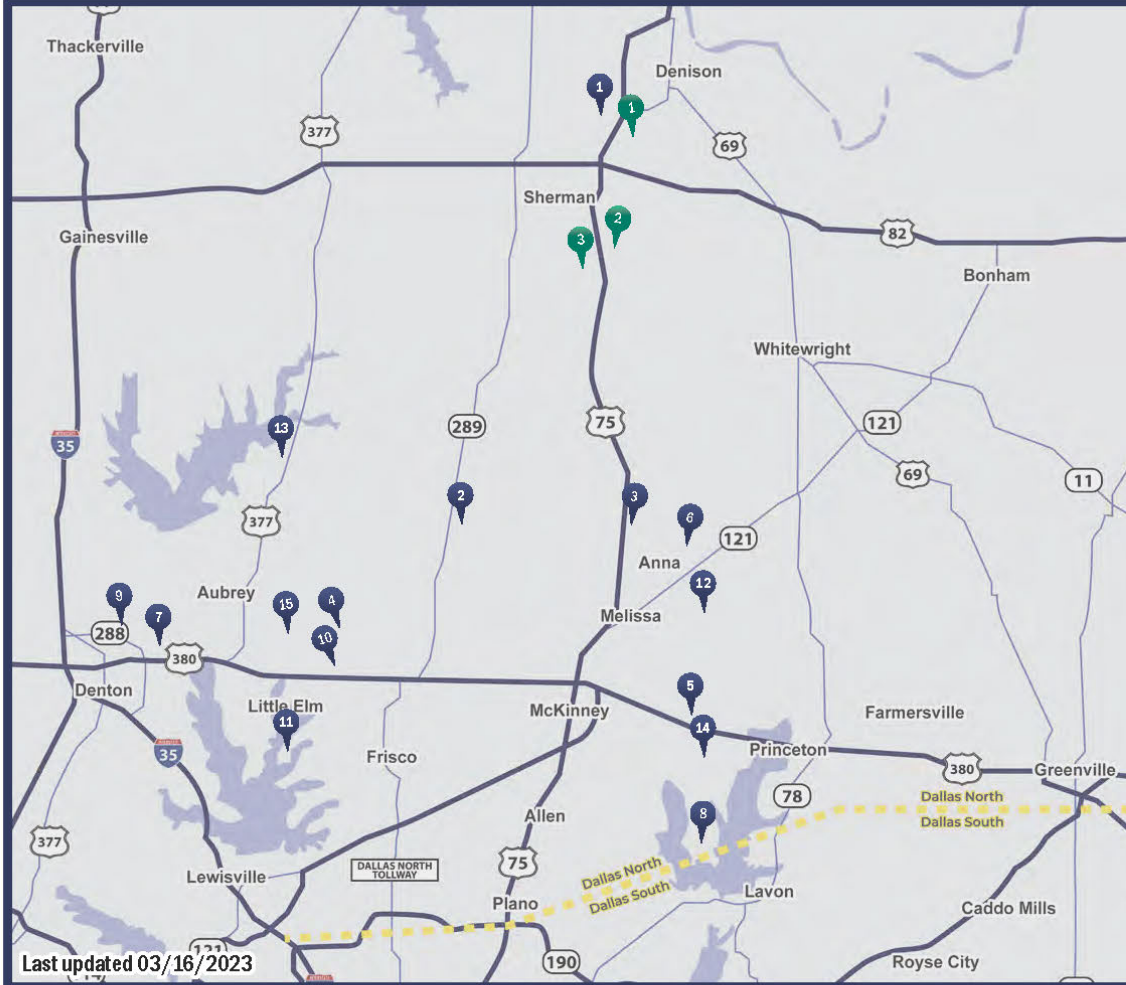 Thackerville
Denison
1
1
377
69
Sherman
2
Gainesville
3
82
Bonham
Whitewright
13
289
75
121
35
69
11
2
3
377
6
121
Anna
Aubrey
9
15
4
12
7
288
10
Melissa
380
Denton
5
Little Elm
McKinney
Farmersville
11
14
35
Frisco
Princeton
380
Greenville
78
Dallas North
Dallas South
377
Allen
8
DALLAS NORTH
TOLLWAY
75
Dallas North
Dallas South
Lewisville
Lavon
Plano
Caddo Mills
121
Last updated 03/16/2023
190
Royse City